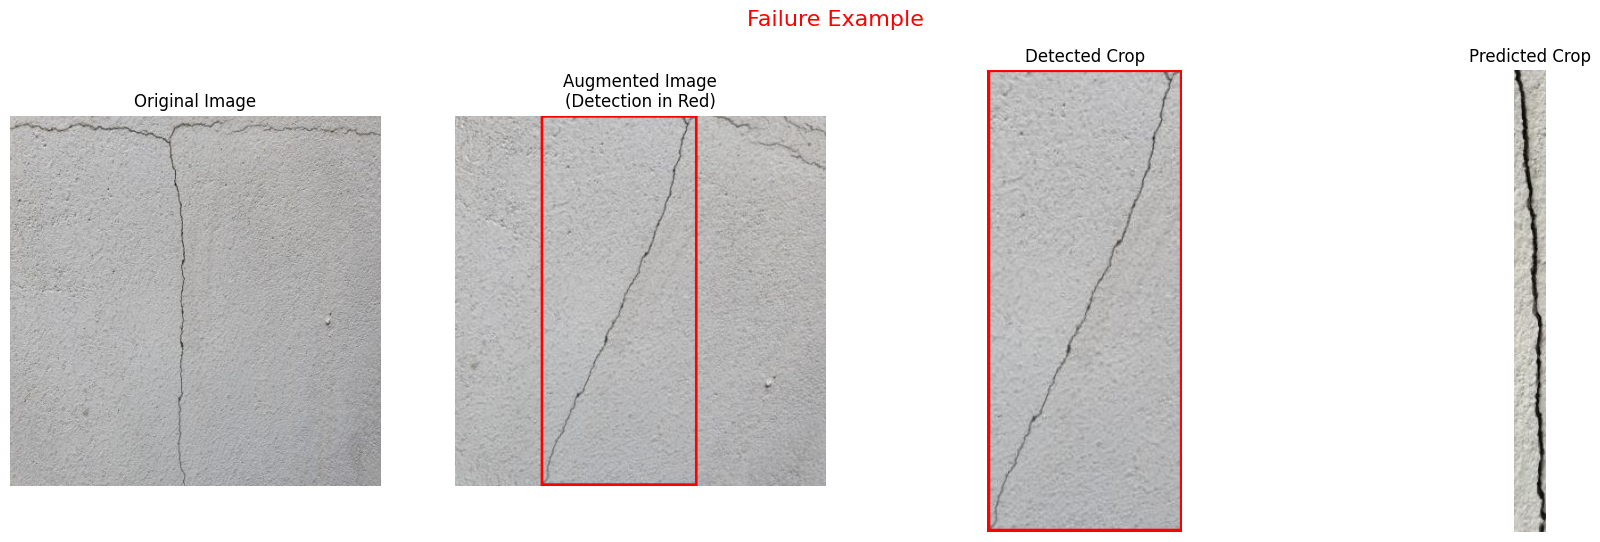 Failure Example
Original Image
Augmented Image
(Detection in Red)
Detected Crop
Predicted Crop